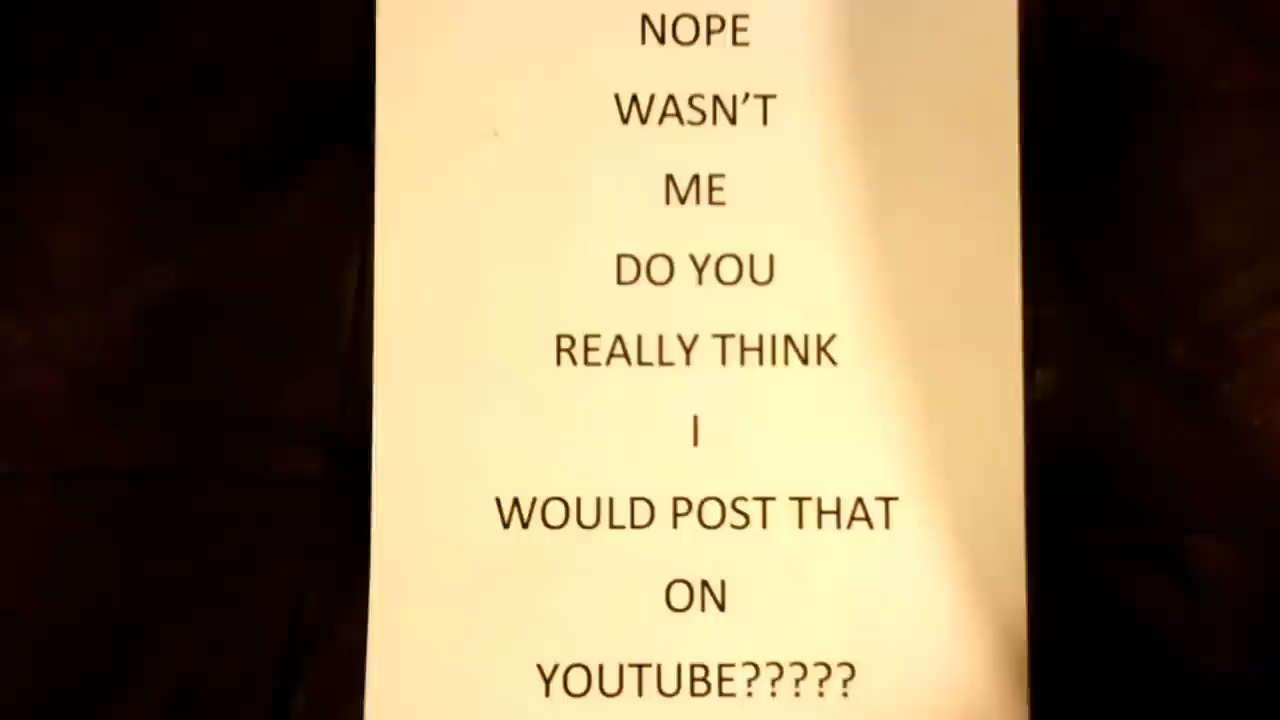 NOPE
WASN'T
ME
DO YOU
REALLY THINK
I
WOULD POST THAT
ON
YOUTUBE?????